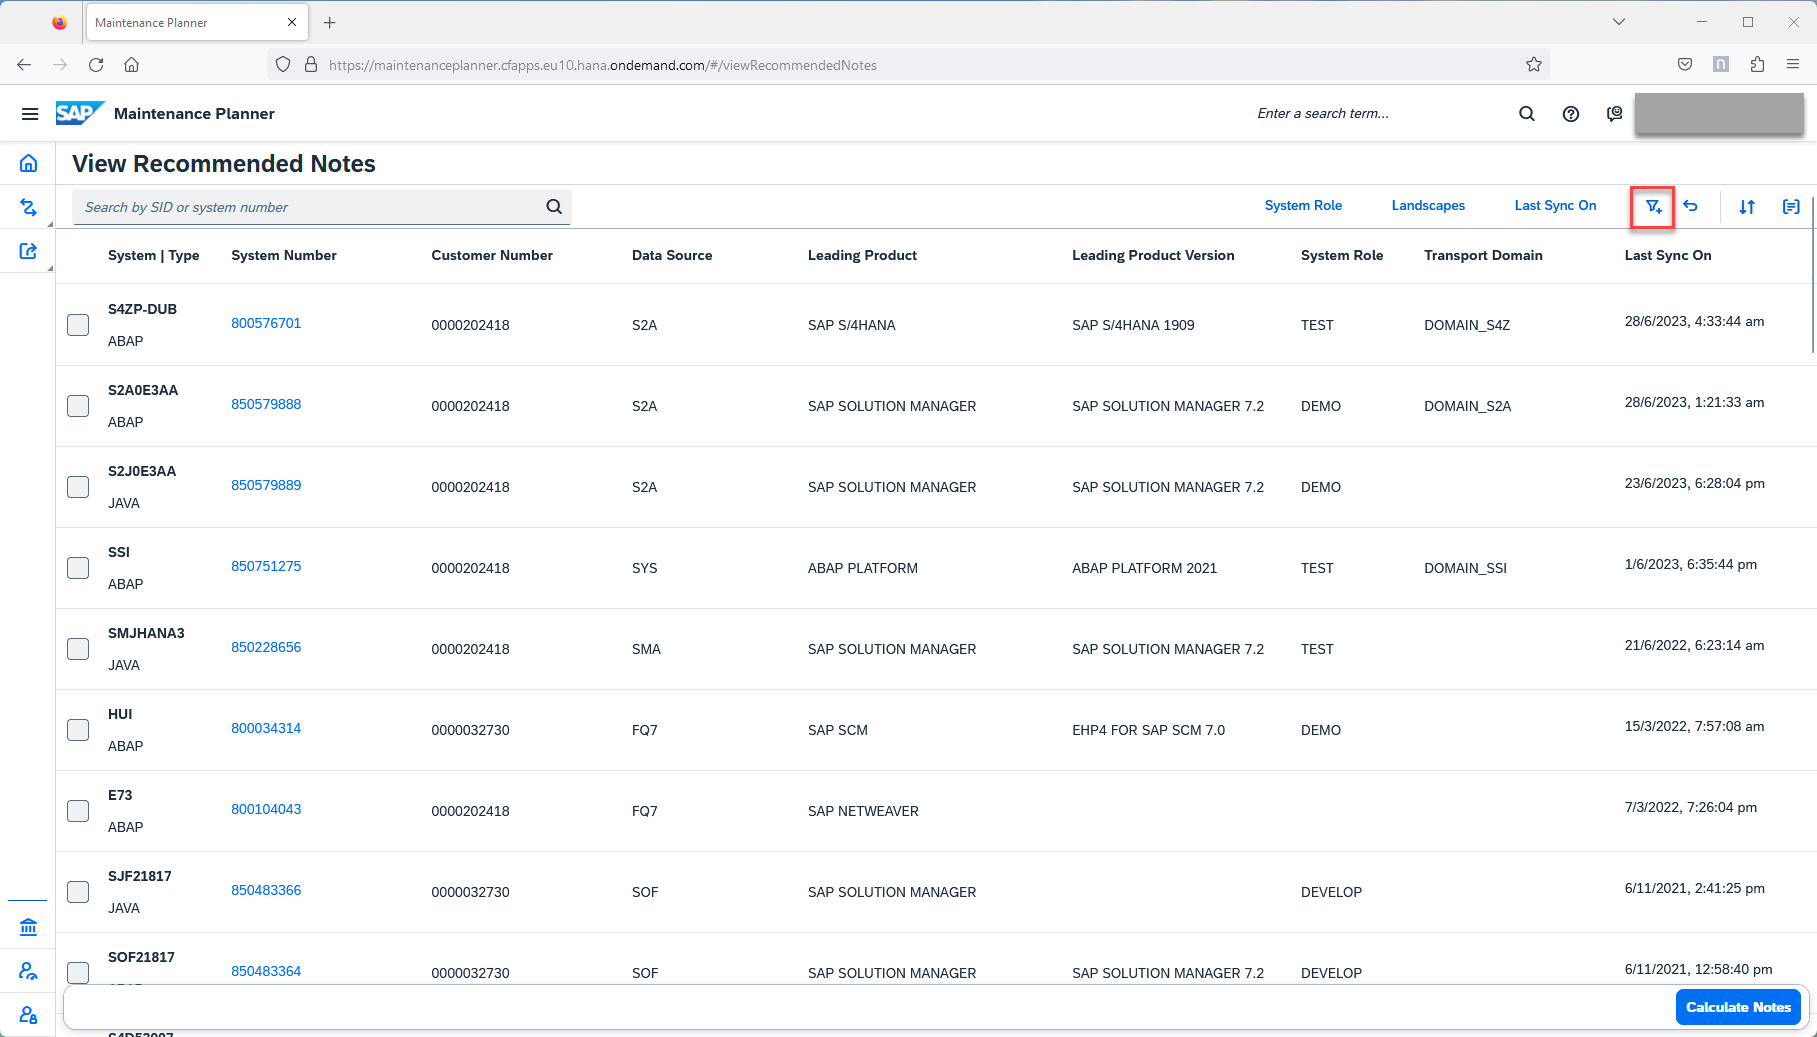 Maintenance Planner
https://maintenanceplanner.cfapps.eu10.hana.ondemand.com/#/viewRecommendedNotes
SAP Maintenance Planner Enter a search term...
View Recommended Notes
Search by SID or system number System Role Landscapes Last Sync On
System | Type System Number Customer Number Data Source Leading Product Leading Product Version System Role Transport Domain Last Sync On
S4ZP-DUB
ABAP 800576701 0000202418 S2A SAP S/4HANA SAP S/4HANA 1909 TEST DOMAIN_S4Z 28/6/2023, 4:33:44 am
S2A0E3AA
ABAP 850579888 0000202418 S2A SAP SOLUTION MANAGER SAP SOLUTION MANAGER 7.2 DEMO DOMAIN_S2A 28/6/2023, 1:21:33 am
S2J0E3AA
JAVA 850579889 0000202418 S2A SAP SOLUTION MANAGER SAP SOLUTION MANAGER 7.2 DEMO 23/6/2023, 6:28:04 pm
SSI
ABAP 850751275 0000202418 SYS ABAP PLATFORM ABAP PLATFORM 2021 TEST DOMAIN_SSI 1/6/2023, 6:35:44 pm
SMJHANA3
JAVA 850228656 0000202418 SMA SAP SOLUTION MANAGER SAP SOLUTION MANAGER 7.2 TEST 21/6/2022, 6:23:14 am
HUI
ABAP 800034314 0000032730 FQ7 SAP SCM EHP4 FOR SAP SCM 7.0 DEMO 15/3/2022, 7:57:08 am
E73
ABAP 800104043 0000202418 FQ7 SAP NETWEAVER 7/3/2022, 7:26:04 pm
SJF21817
JAVA 850483366 0000032730 SOF SAP SOLUTION MANAGER DEVELOP 6/11/2021, 2:41:25 pm
SOF21817
850483364 0000032730 SOF SAP SOLUTION MANAGER SAP SOLUTION MANAGER 7.2 DEVELOP 6/11/2021, 12:58:40 pm
Calculate Notes